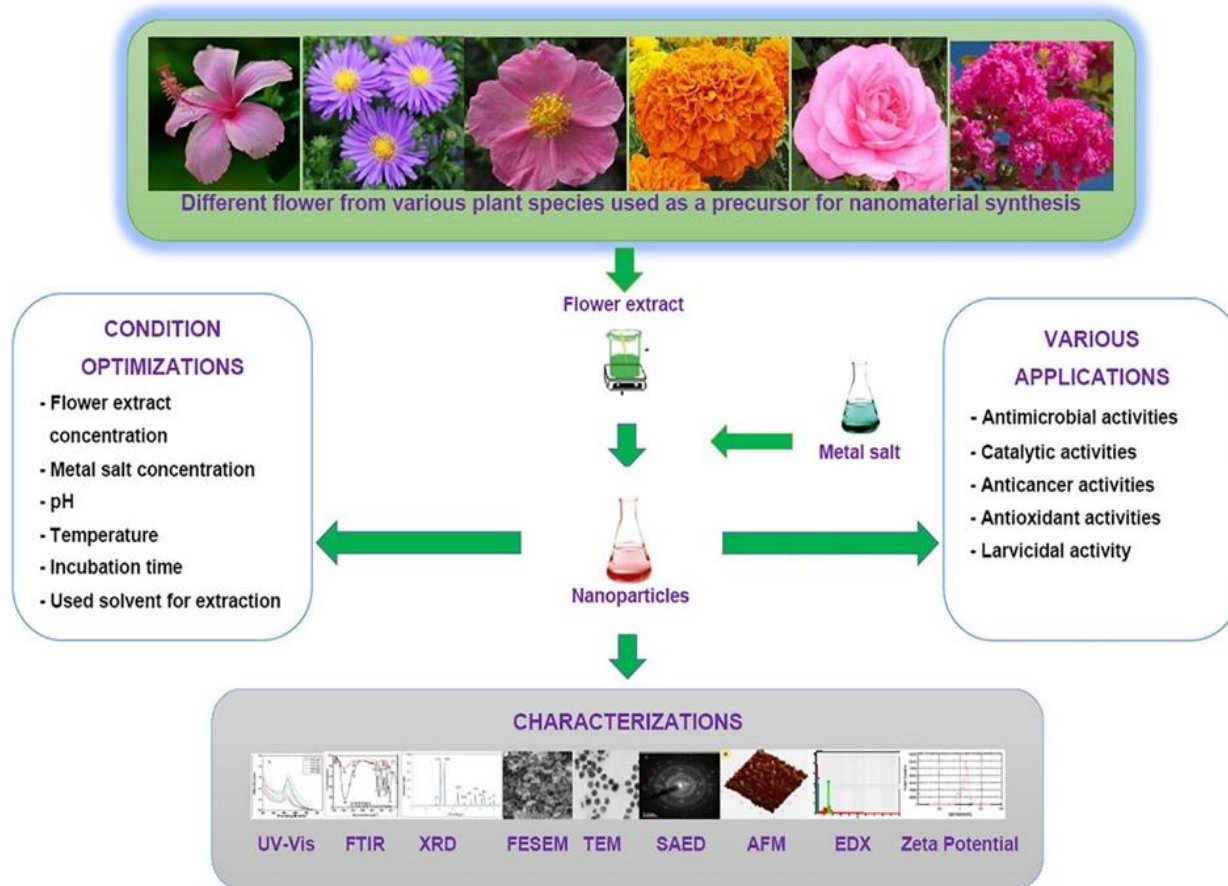 Different flower from various plant species used as a precursor for nanomaterial synthesis
Flower extract
CONDITION
OPTIMIZATIONS
- Flower extract
concentration
- Metal salt concentration
- pH
- Temperature
- Incubation time
- Used solvent for extraction
Metal salt
Nanoparticles
VARIOUS
APPLICATIONS
- Antimicrobial activities
- Catalytic activities
- Anticancer activities
- Antioxidant activities
- Larvicidal activity
CHARACTERIZATIONS
UV-Vis FTIR XRD FESEM TEM SAED AFM EDX Zeta Potential